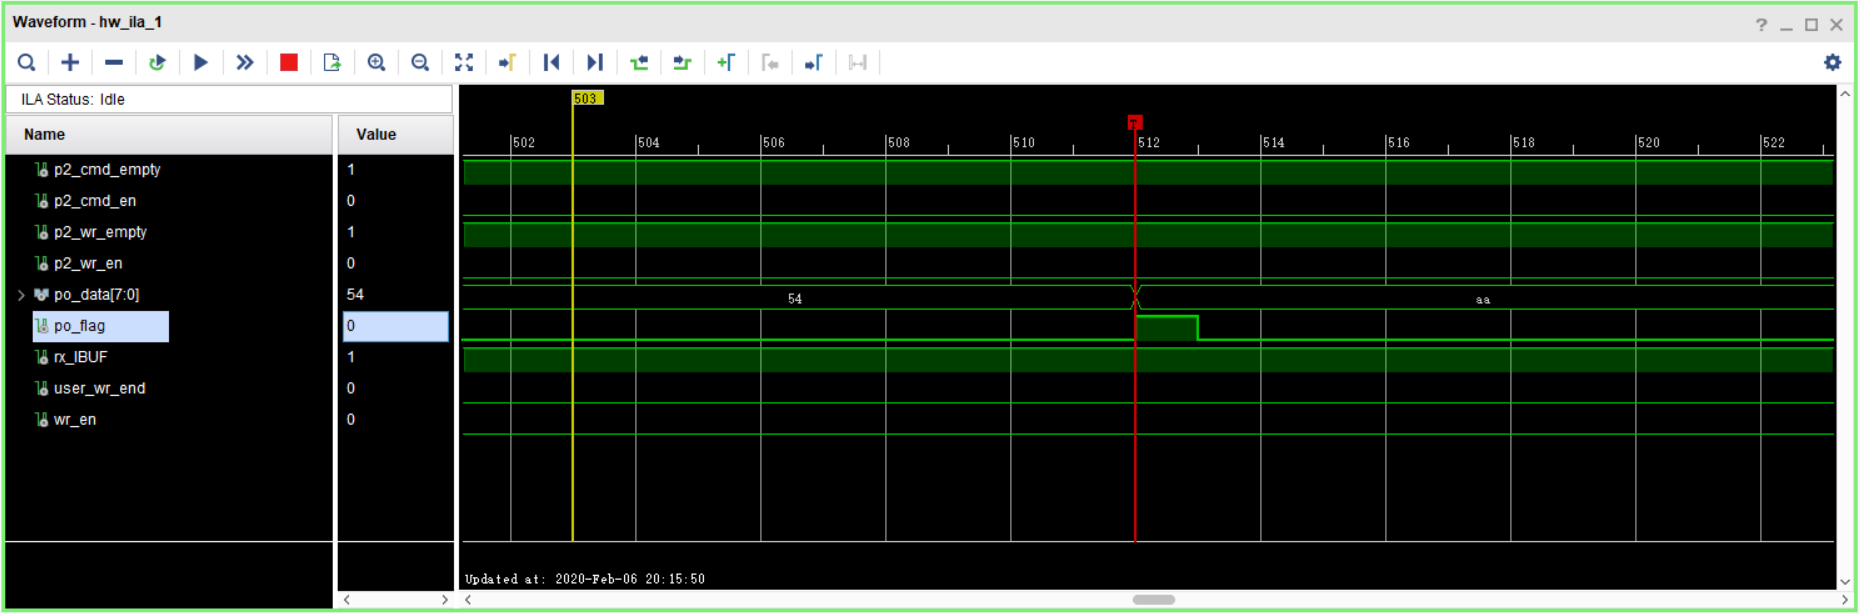 Waveform - hw_ila_1
ILA Status: Idle
Name Value
503
T
502 504 506 508 510 512 514 516 518 520 522
p2_cmd_empty 1
p2_cmd_en 0
p2_wr_empty 1
p2_wr_en 0
po_data[7:0] 54 54 aa
po_flag 0
rx_IBUF 1
user_wr_end 0
wr_en 0
Updated at: 2020-Feb-06 20:15:50